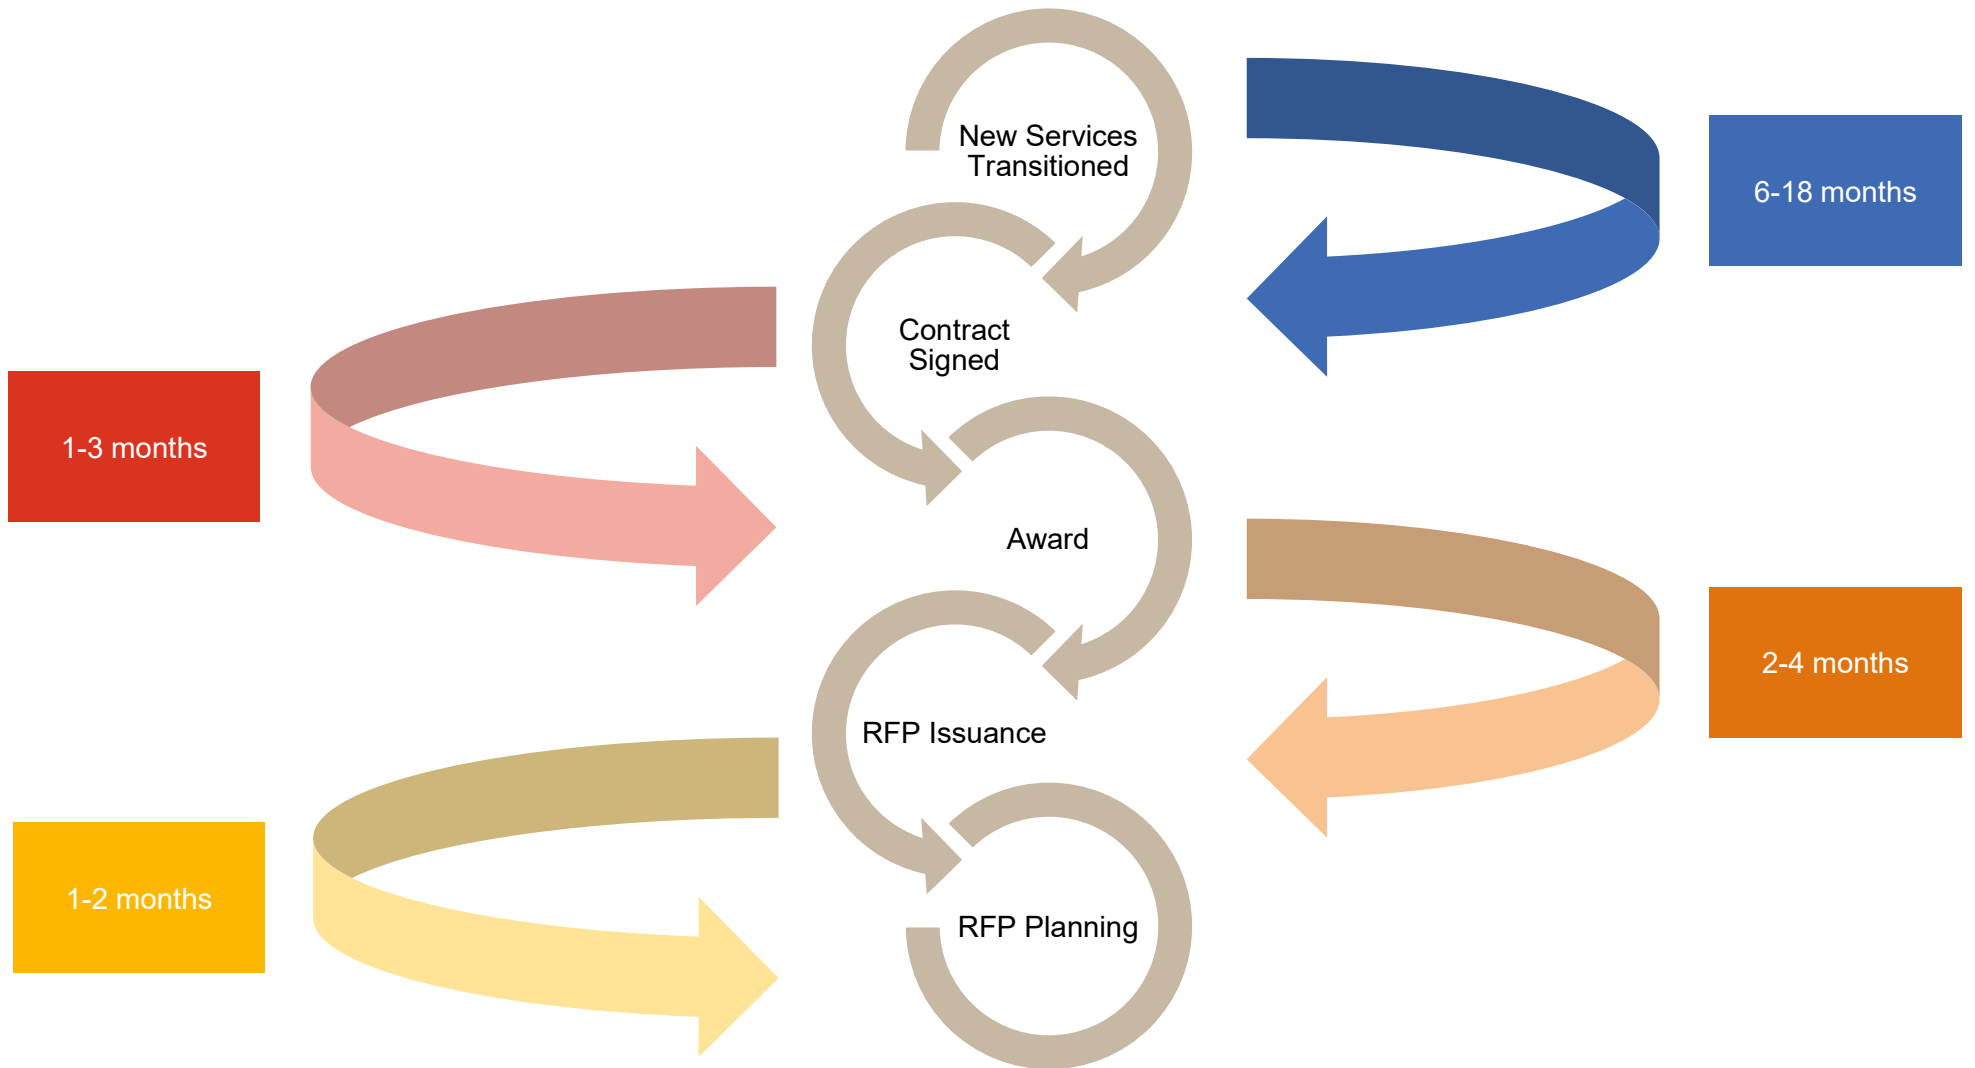 New Services
Transitioned
6-18 months
Contract
Signed
1-3 months
Award
2-4 months
RFP Issuance
1-2 months
RFP Planning